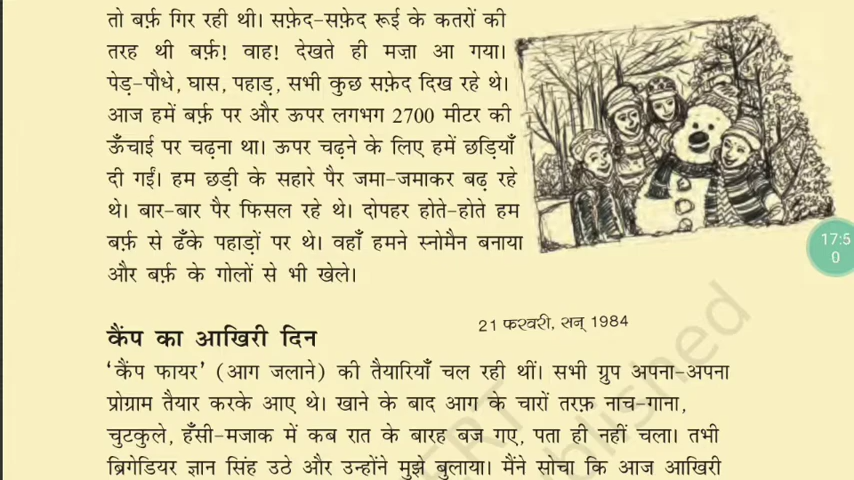 तो बर्फ़ गिर रही थी। सफ़ेद-सफ़ेद रूई के कतरों की
तरह थी बर्फ़! वाह! देखते ही मज़ा आ गया।
पेड़-पौधे, घास, पहाड़, सभी कुछ सफ़ेद दिख रहे थे।
आज हमें बर्फ़ पर और ऊपर लगभग 2700 मीटर की
ऊँचाई पर चढ़ना था। ऊपर चढ़ने के लिए हमें छड़ियाँ
दी गईं। हम छड़ी के सहारे पैर जमा-जमाकर बढ़ रहे
थे। बार-बार पैर फिसल रहे थे। दोपहर होते-होते हम
बर्फ़ से ढँके पहाड़ों पर थे। वहाँ हमने स्नोमैन बनाया
और बर्फ़ के गोलों से भी खेले।
17:5
0
21 फरवरी, सन् 1984
कैंप का आखिरी दिन
‘कैंप फायर’ (आग जलाने) की तैयारियाँ चल रही थीं। सभी ग्रुप अपना-अपना
प्रोग्राम तैयार करके आए थे। खाने के बाद आग के चारों तरफ़ नाच-गाना,
चुटकुले, हँसी-मजाक में कब रात के बारह बज गए, पता ही नहीं चला। तभी
ब्रिगेडियर ज्ञान सिंह उठे और उन्होंने मुझे बुलाया। मैंने सोचा कि आज आखिरी